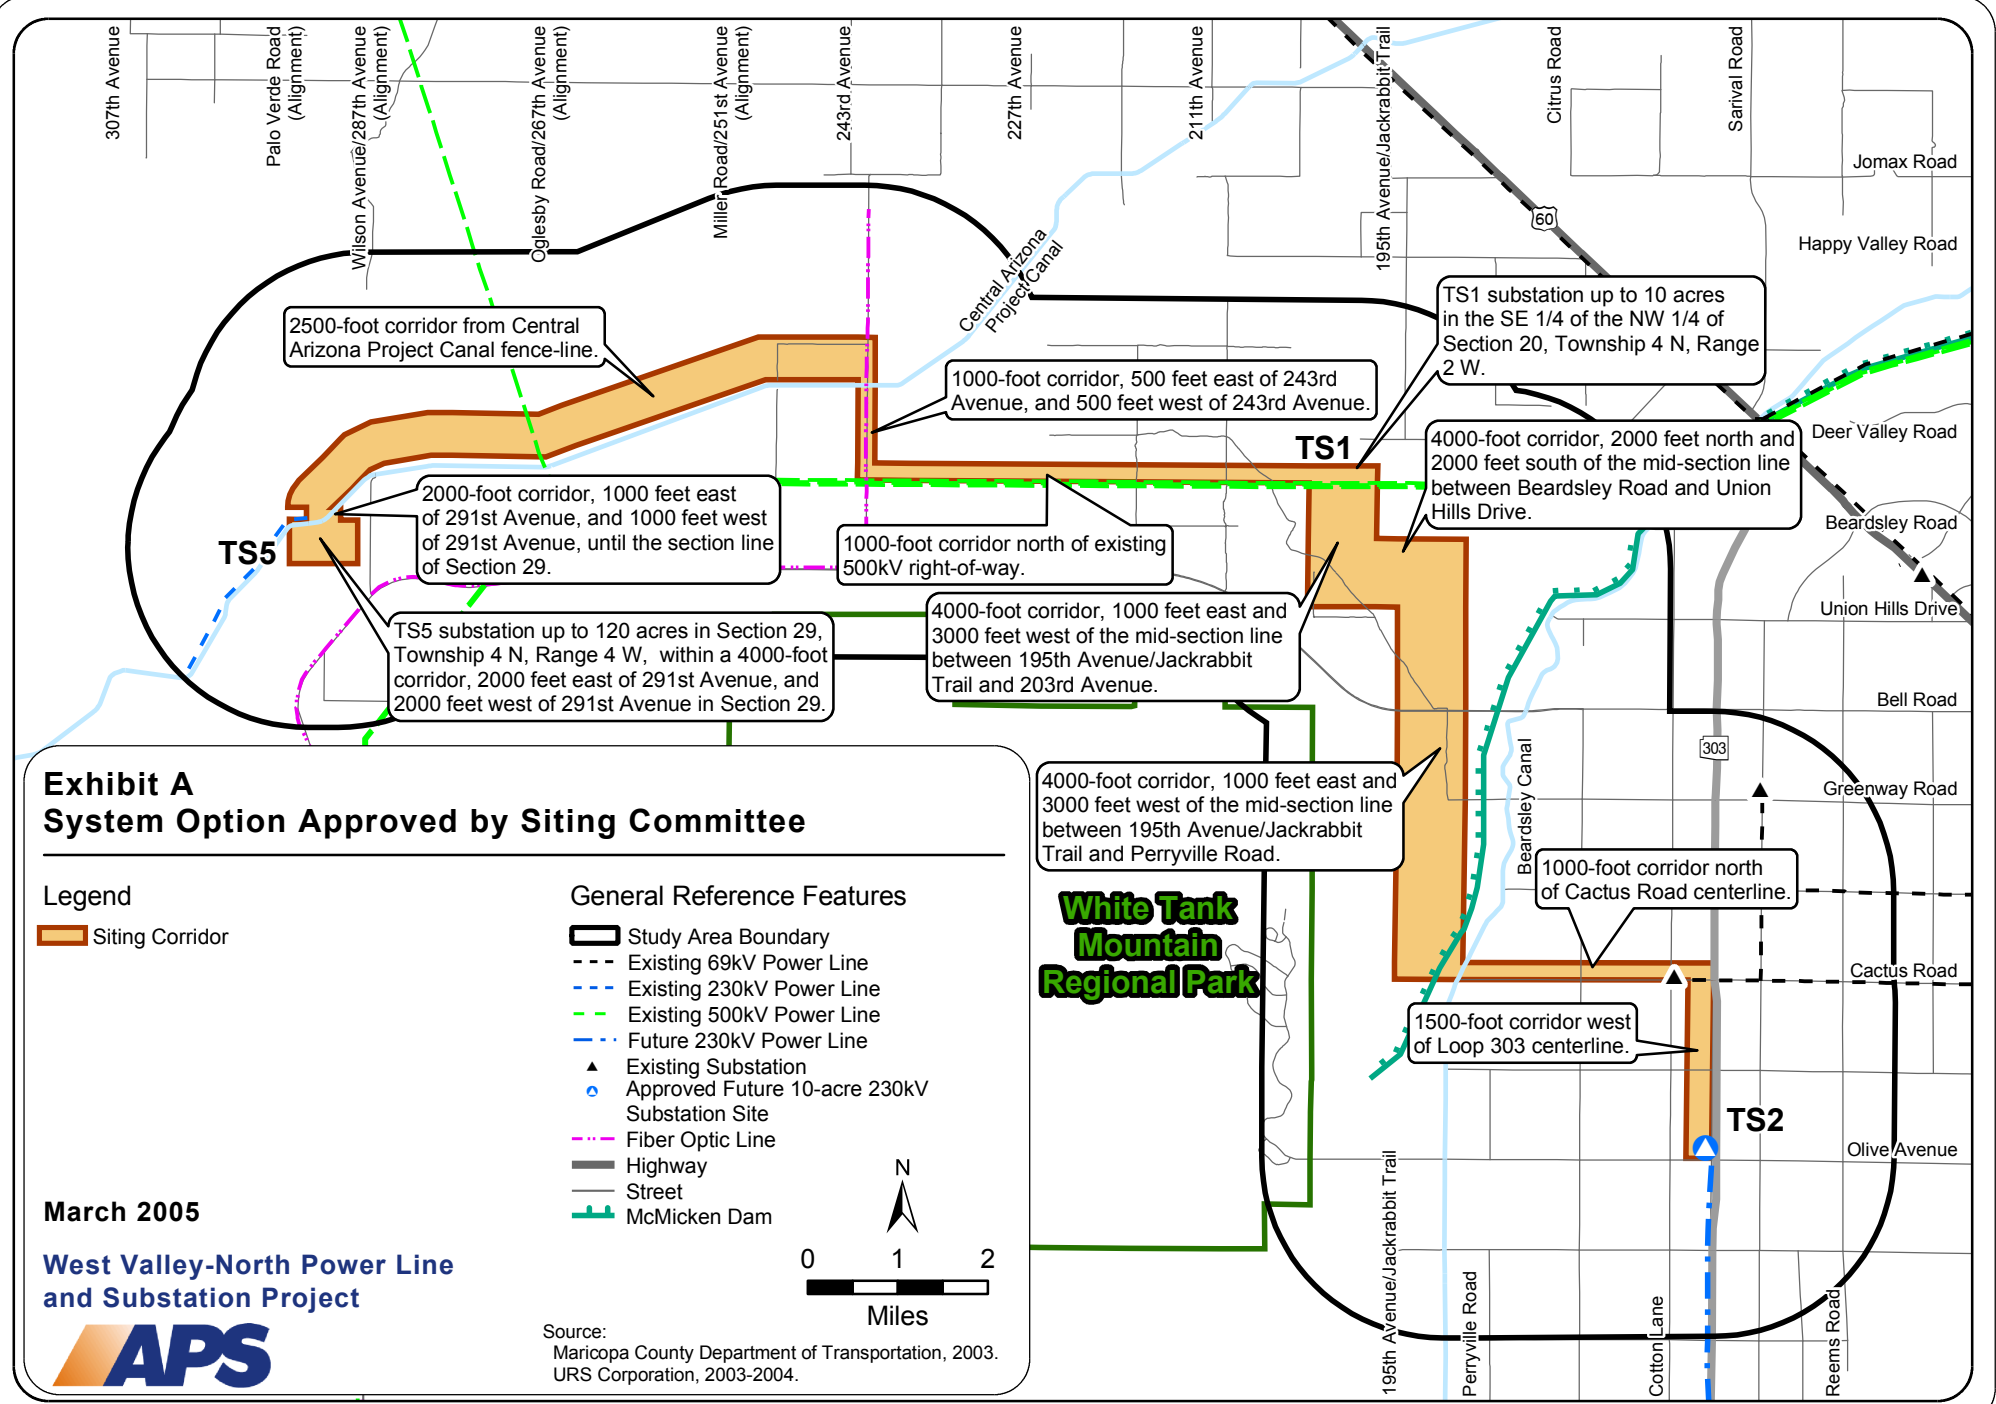 307th Avenue
Palo Verde Road
(Alignment)
Wilson Avenue/287th Avenue
(Alignment)
Oglesby Road/267th Avenue
(Alignment)
Miller Road/251st Avenue
(Alignment)
243rd Avenue
227th Avenue
211th Avenue
195th Avenue/Jackrabbit Trail
Citrus Road
Sarival Road
Jomax Road
60
Happy Valley Road
Central Arizona
Project Canal
TS1 substation up to 10 acres
in the SE 1/4 of the NW 1/4 of
Section 20, Township 4 N, Range
2 W.
2500-foot corridor from Central
Arizona Project Canal fence-line.
1000-foot corridor, 500 feet east of 243rd
Avenue, and 500 feet west of 243rd Avenue.
Deer Valley Road
TS1
4000-foot corridor, 2000 feet north and
2000 feet south of the mid-section line
between Beardsley Road and Union
Hills Drive.
2000-foot corridor, 1000 feet east
of 291st Avenue, and 1000 feet west
of 291st Avenue, until the section line
of Section 29.
Beardsley Road
TS5
1000-foot corridor north of existing
500kV right-of-way.
Union Hills Drive
4000-foot corridor, 1000 feet east and
3000 feet west of the mid-section line
between 195th Avenue/Jackrabbit
Trail and 203rd Avenue.
TS5 substation up to 120 acres in Section 29,
Township 4 N, Range 4 W, within a 4000-foot
corridor, 2000 feet east of 291st Avenue, and
2000 feet west of 291st Avenue in Section 29.
Bell Road
303
Beardsley Canal
4000-foot corridor, 1000 feet east and
3000 feet west of the mid-section line
between 195th Avenue/Jackrabbit
Trail and Perryville Road.
Greenway Road
1000-foot corridor north
of Cactus Road centerline.
White Tank
Mountain
Regional Park
Cactus Road
1500-foot corridor west
of Loop 303 centerline.
TS2
Olive Avenue
195th Avenue/Jackrabbit Trail
Perryville Road
Cotton Lane
Reems Road
Exhibit A
System Option Approved by Siting Committee
Legend
Siting Corridor
General Reference Features
Study Area Boundary
Existing 69kV Power Line
Existing 230kV Power Line
Existing 500kV Power Line
Future 230kV Power Line
Existing Substation
Approved Future 10-acre 230kV
Substation Site
Fiber Optic Line
Highway
Street
McMicken Dam
N
0 1 2
Miles
March 2005
West Valley-North Power Line
and Substation Project
APS
Source:
Maricopa County Department of Transportation, 2003.
URS Corporation, 2003-2004.